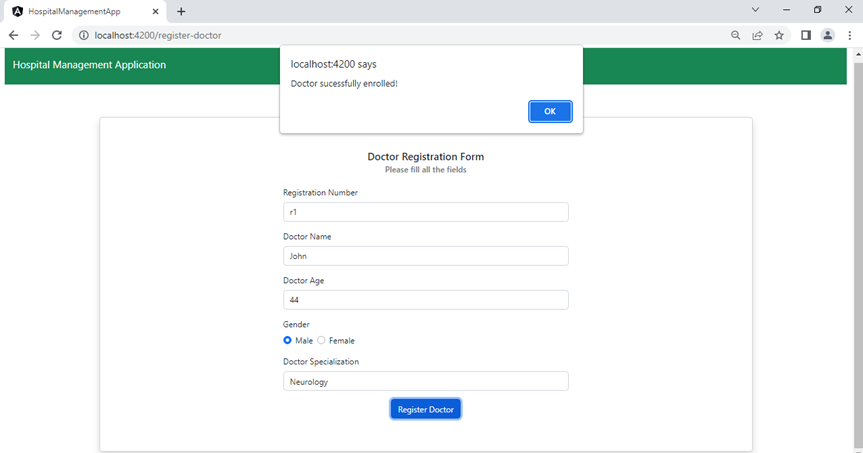 HospitalManagementApp
localhost:4200/register-doctor
Hospital Management Application
localhost:4200 says
Doctor sucessfully enrolled!
OK
Doctor Registration Form
Please fill all the fields
Registration Number
r1
Doctor Name
John
Doctor Age
44
Gender
Male Female
Doctor Specialization
Neurology
Register Doctor